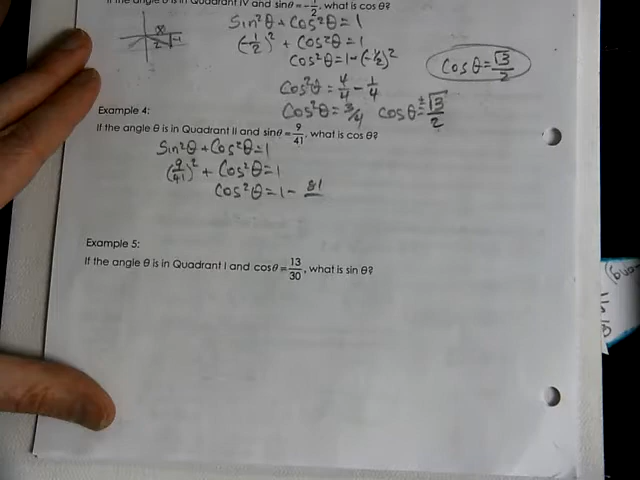 If the angle θ is in Quadrant IV and sinθ = -1/2, what is cos θ?
Sin²θ + Cos²θ = 1
(-1/2)² + Cos²θ = 1
Cos²θ = 1 - (-1/2)²
Cosθ = √3/2
Cos²θ = 4/4 - 1/4
Cos²θ = 3/4 Cosθ = ±√3/2
Example 4:
If the angle θ is in Quadrant II and sinθ = 9/41, what is cos θ?
Sin²θ + Cos²θ = 1
(9/41)² + Cos²θ = 1
Cos²θ = 1 - 81
Example 5:
If the angle θ is in Quadrant I and cosθ = 13/30, what is sin θ?